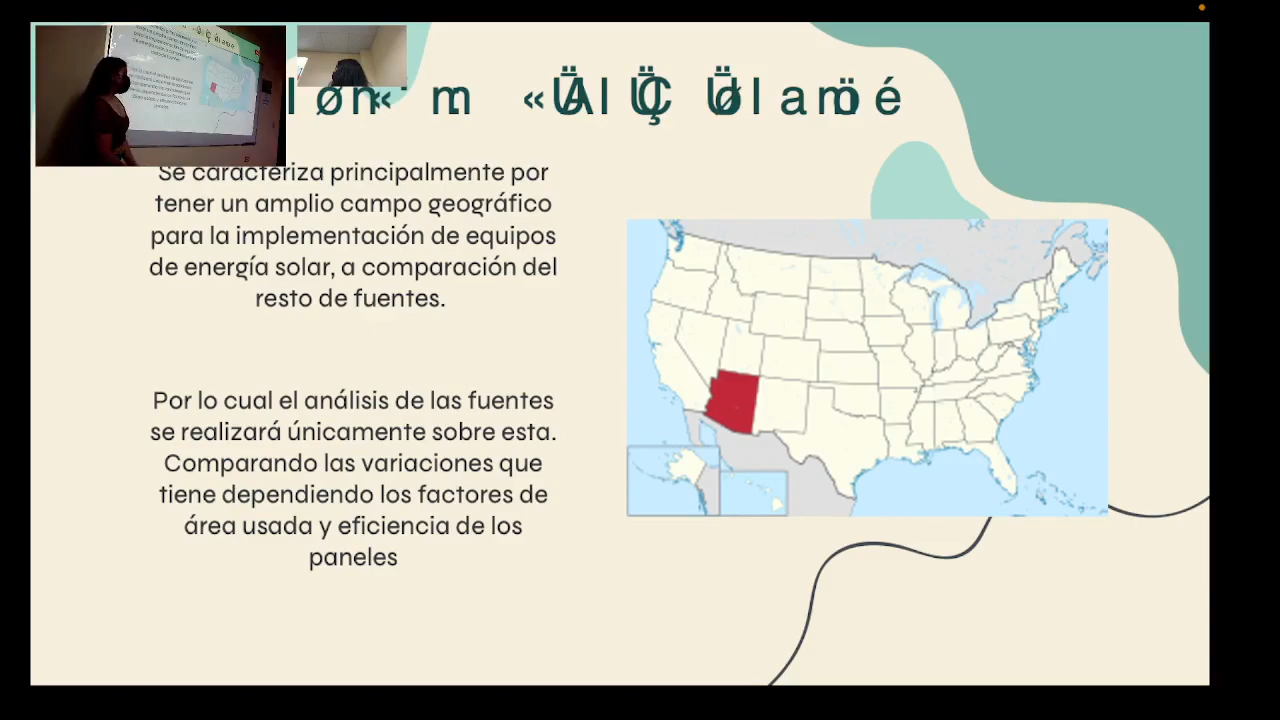 Se caracteriza principalmente por
tener un amplio campo geográfico
para la implementación de equipos
de energía solar, a comparación del
resto de fuentes.
Por lo cual el análisis de las fuentes
se realizará únicamente sobre esta.
Comparando las variaciones que
tiene dependiendo los factores de
área usada y eficiencia de los
paneles